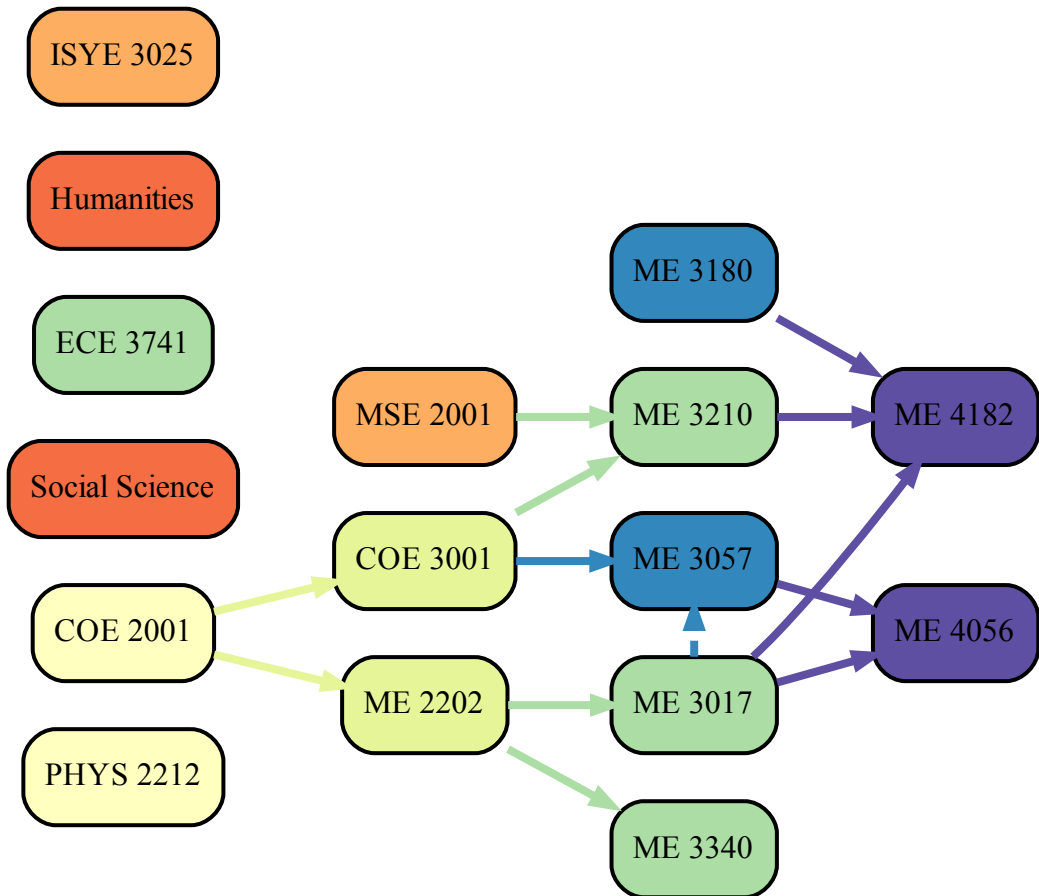 ISYE 3025
Humanities
ECE 3741
Social Science
COE 2001
PHYS 2212
MSE 2001
COE 3001
ME 2202
ME 3180
ME 3210
ME 3057
ME 3017
ME 3340
ME 4182
ME 4056